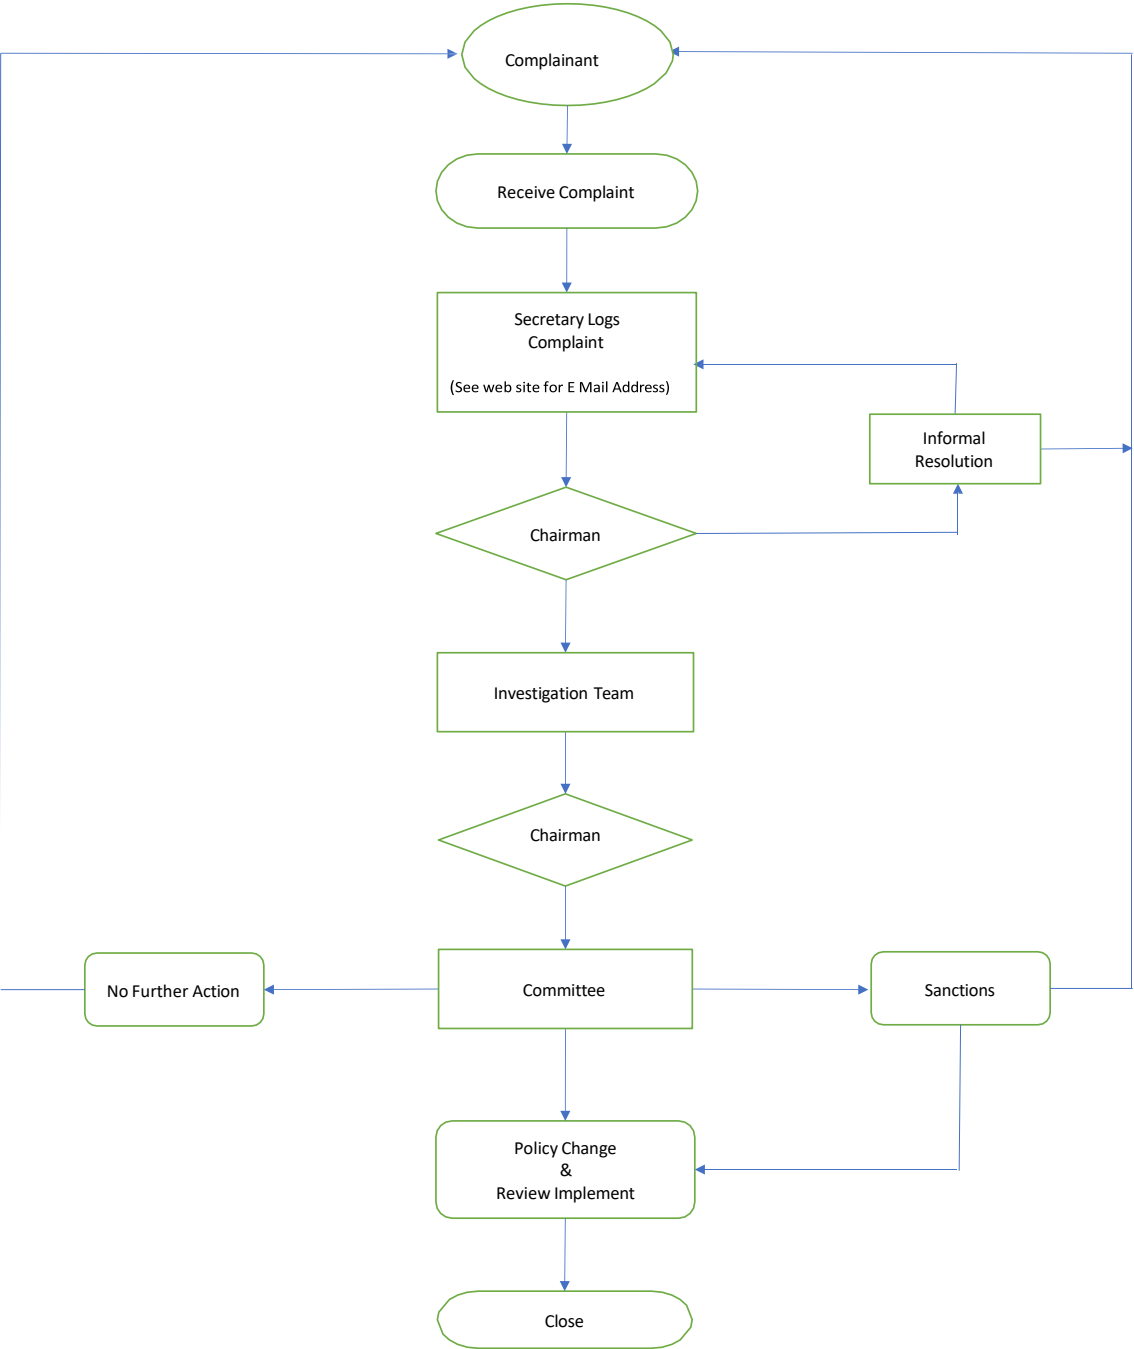 Complainant
Receive Complaint
Secretary Logs
Complaint
(See web site for E Mail Address)
Informal
Resolution
Chairman
Investigation Team
Chairman
No Further Action
Committee
Sanctions
Policy Change
&
Review Implement
Close